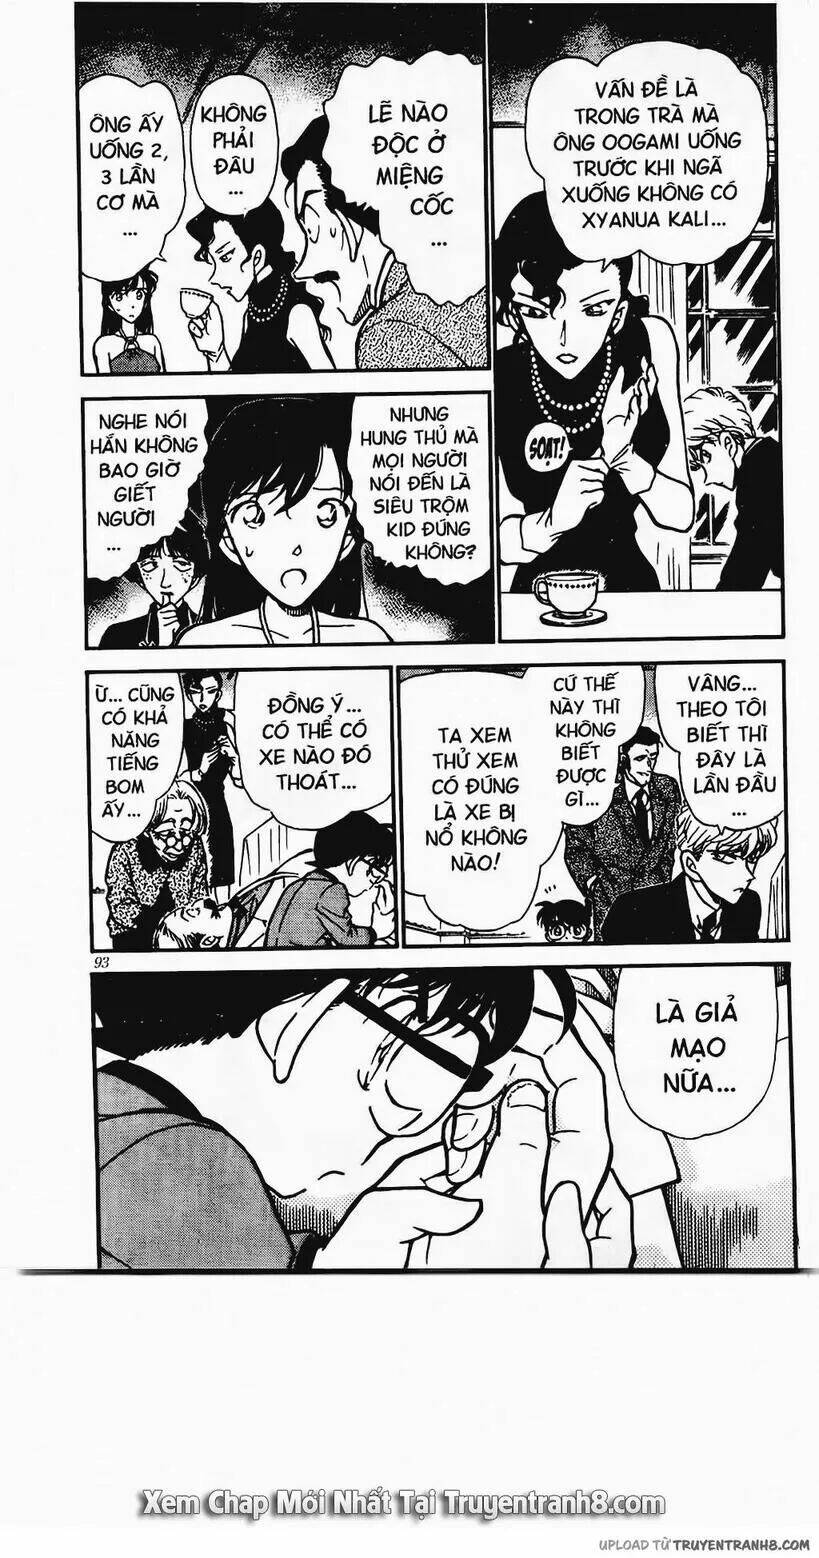 VẤN ĐỀ LÀ
TRONG TRÀ MÀ
ÔNG OOGAMI UỐNG
TRƯỚC KHI NGÃ
XUỐNG KHÔNG CÓ
XYANUA KALI...
SOẠT!
LẼ NÀO
ĐỘC Ở
MIỆNG
CỐC
...
KHÔNG
PHẢI
ĐÂU
...
ÔNG ẤY
UỐNG 2,
3 LẦN
CƠ MÀ
...
NHƯNG
HUNG THỦ MÀ
MỌI NGƯỜI
NÓI ĐẾN LÀ
SIÊU TRỘM
KID ĐÚNG
KHÔNG?
NGHE NÓI
HẮN KHÔNG
BAO GIỜ
GIẾT
NGƯỜI
...
VÂNG...
THEO TÔI
BIẾT THÌ
ĐÂY LÀ
LẦN ĐẦU
...
CỨ THẾ
NÀY THÌ
KHÔNG
BIẾT
ĐƯỢC
GÌ...
TA XEM
THỬ XEM
CÓ ĐÚNG
LÀ XE BỊ
NỔ KHÔNG
NÀO!
ĐỒNG Ý...
CÓ THỂ CÓ
XE NÀO ĐÓ
THOÁT...
Ừ... CŨNG
CÓ KHẢ
NĂNG
TIẾNG
BOM
ẤY...
93
LÀ GIẢ
MẠO
NỮA...
Xem Chap Mới Nhất Tại Truyentranh8.com
UPLOAD TỪ TRUYENTRANH8.COM